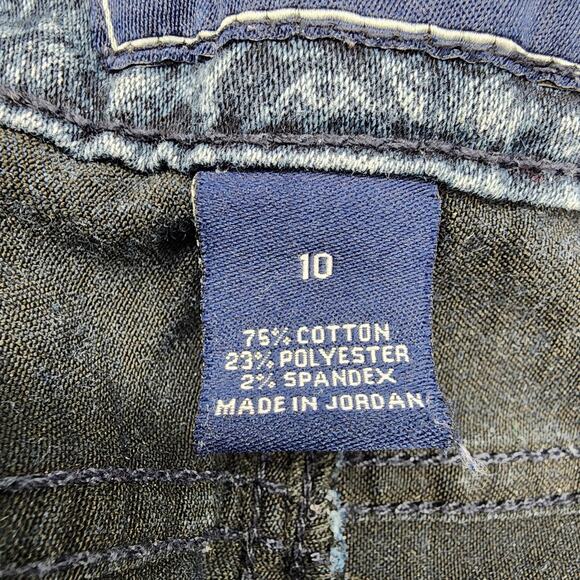 10
75% COTTON
23% POLYESTER
2% SPANDEX
MADE IN JORDAN